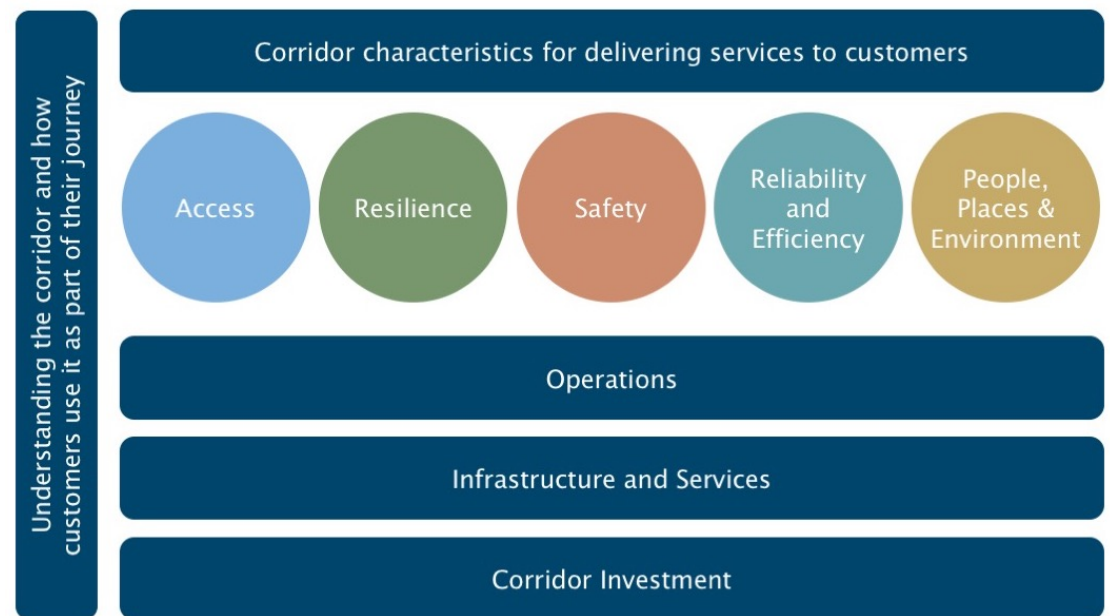 Understanding the corridor and how
customers use it as part of their journey
Corridor characteristics for delivering services to customers
Access
Resilience
Safety
Reliability
and
Efficiency
People,
Places &
Environment
Operations
Infrastructure and Services
Corridor Investment